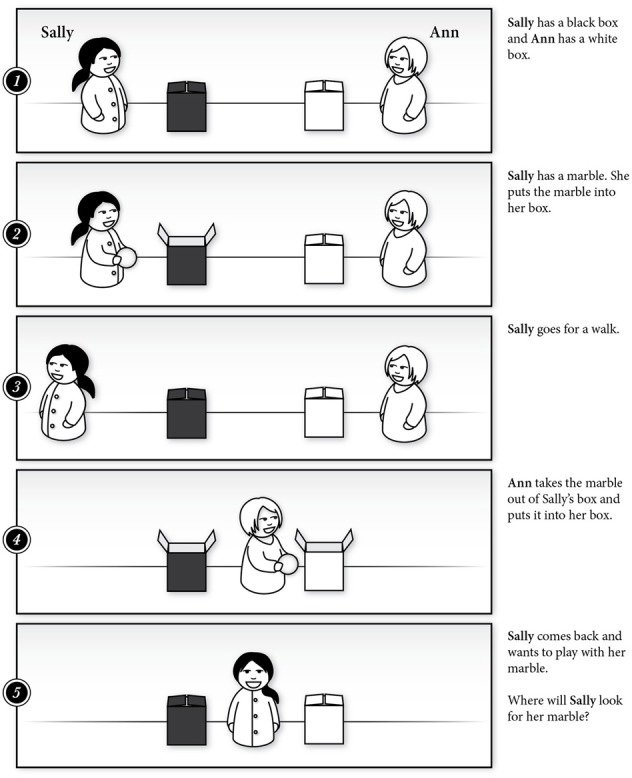 Sally
Ann
1
Sally has a black box
and Ann has a white
box.
2
Sally has a marble. She
puts the marble into
her box.
3
Sally goes for a walk.
4
Ann takes the marble
out of Sally’s box and
puts it into her box.
5
Sally comes back and
wants to play with her
marble.
Where will Sally look
for her marble?